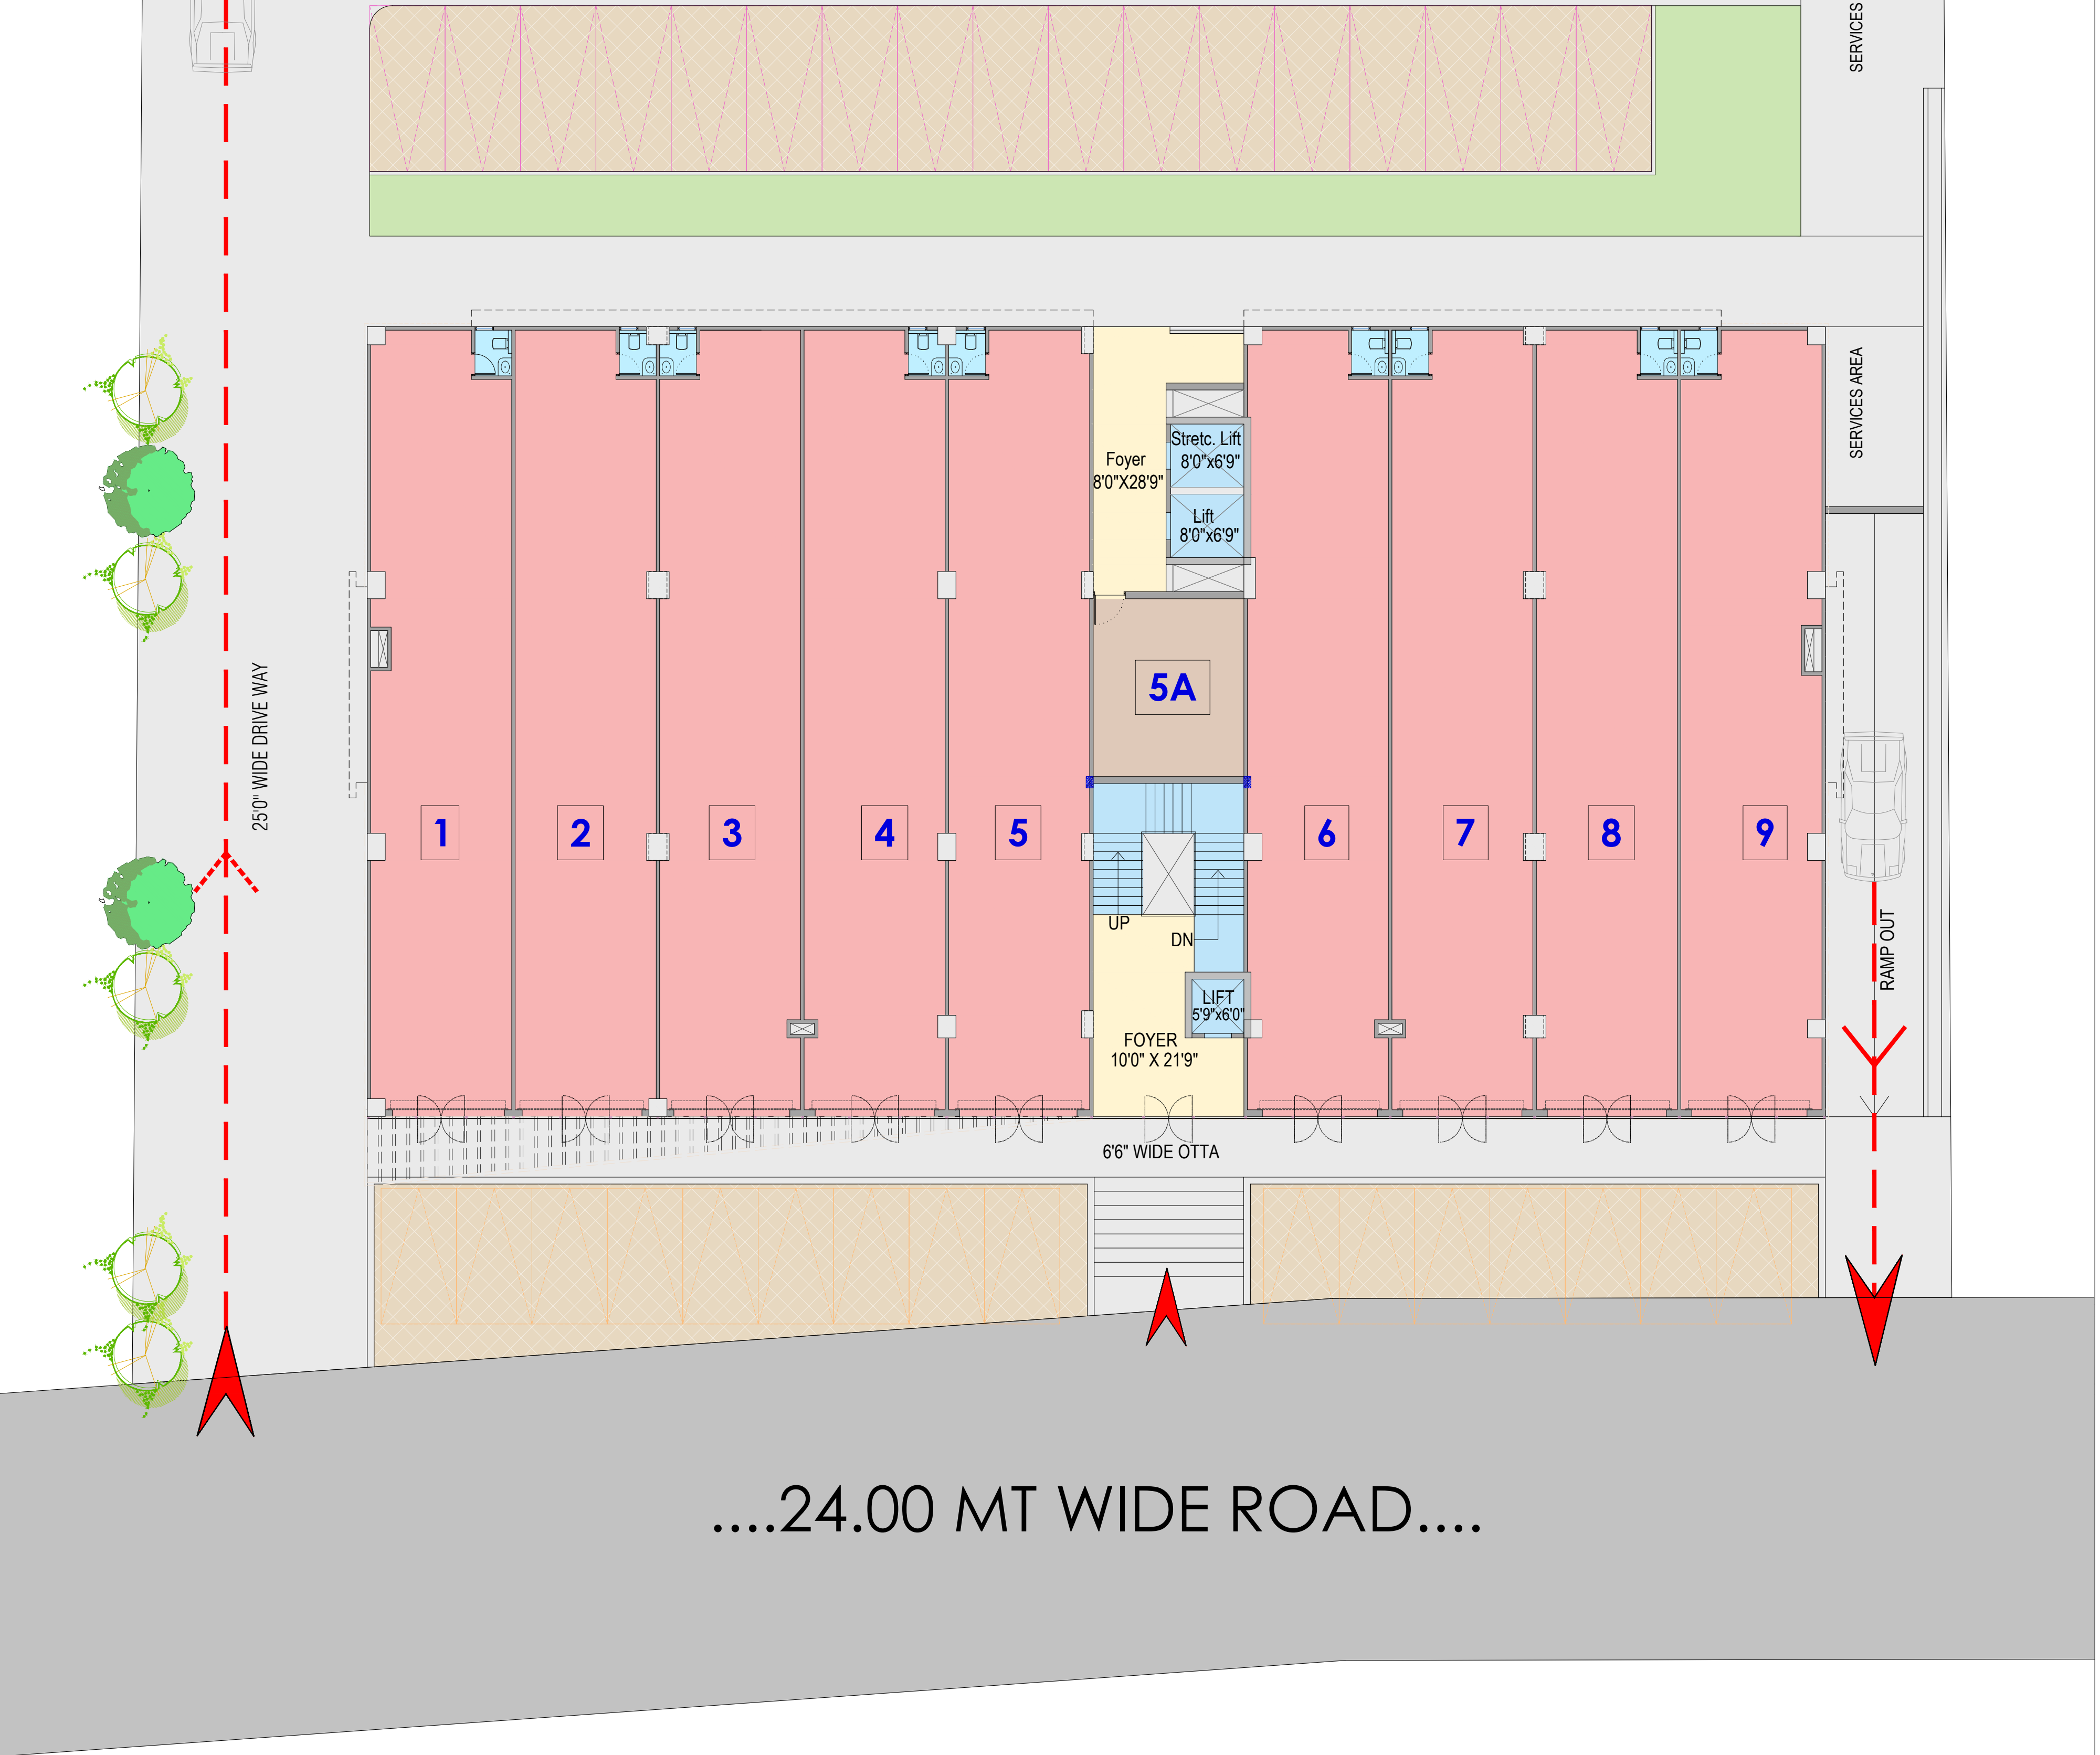 SERVICES
Stretc. Lift
8'0"x6'9"
Foyer
8'0"X28'9"
Lift
8'0"x6'9"
SERVICES AREA
5A
25'0" WIDE DRIVE WAY
1
2
3
4
5
6
7
8
9
UP
DN
RAMP OUT
LIFT
5'9"x6'0"
FOYER
10'0" X 21'9"
6'6" WIDE OTTA
....24.00 MT WIDE ROAD....